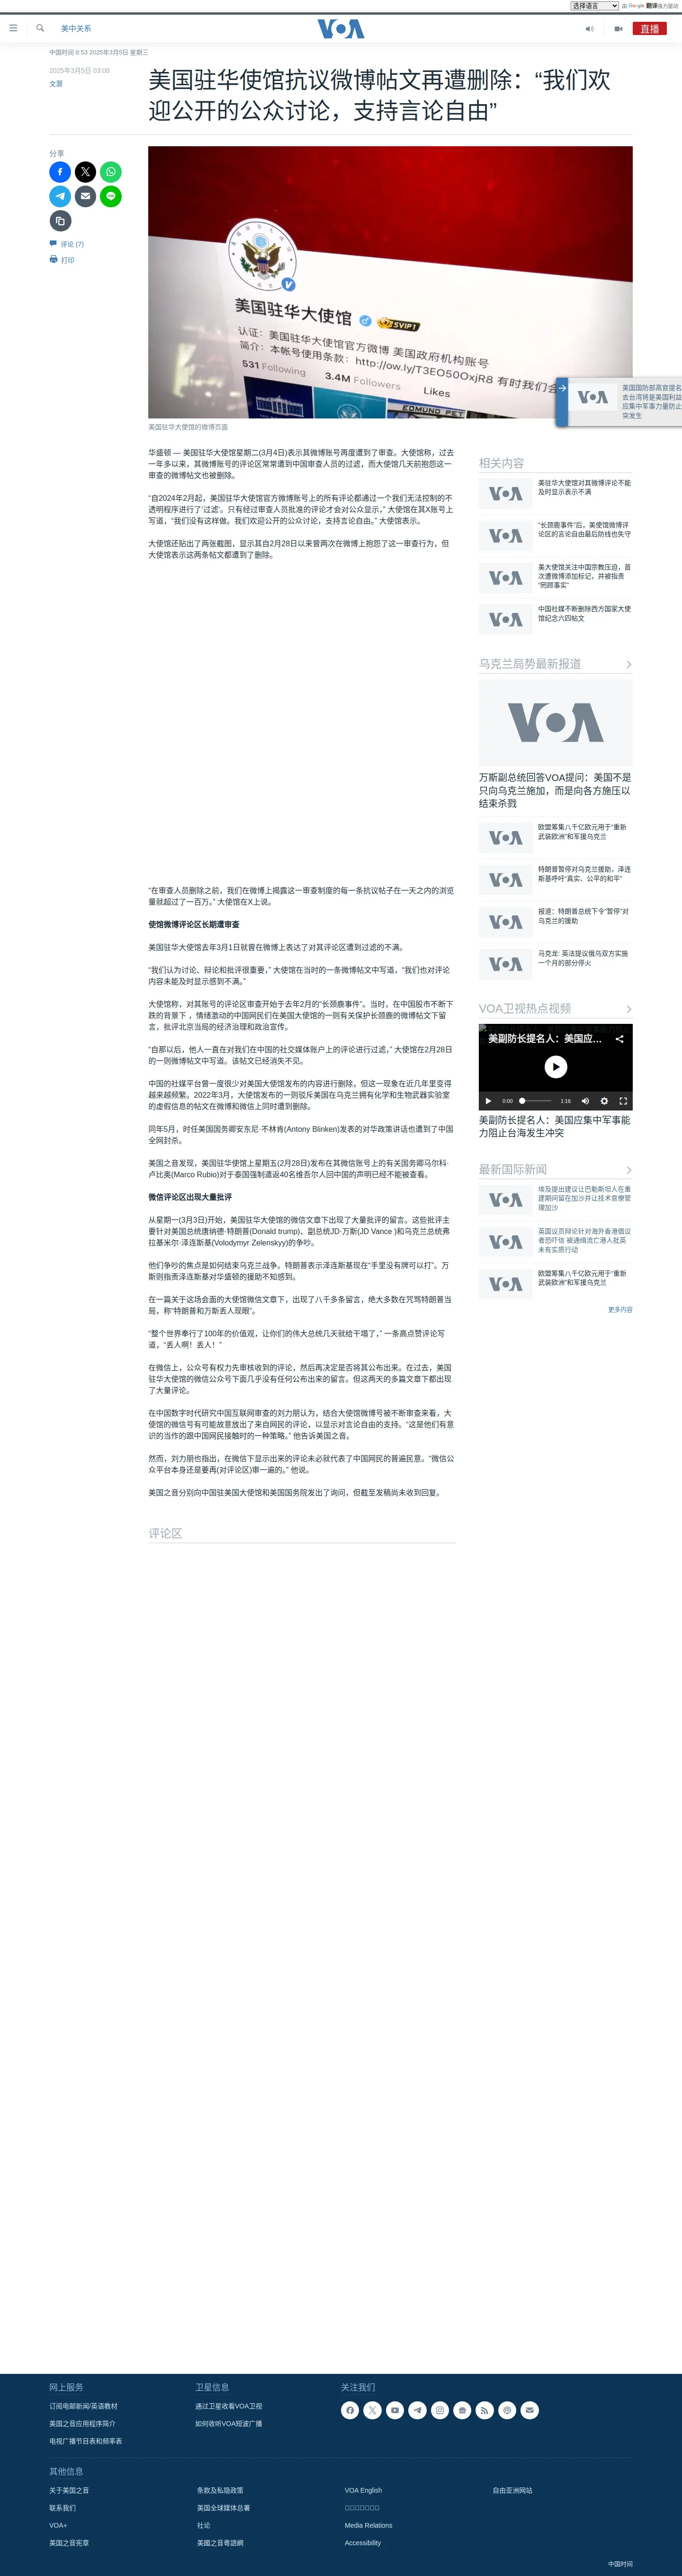 选择语言 由 Google 翻译强力驱动
美中关系
VOA
直播
中国时间 8:53 2025年3月5日 星期三
2025年3月5日 03:08
文灏
美国驻华使馆抗议微博帖文再遭删除：“我们欢
迎公开的公众讨论，支持言论自由”
分享
评论 (7)
打印
美国驻华大使馆
SVIP1
认证：美国驻华大使馆官方微博 美国政府机构账号
简介：本帐号使用条款：http://ow.ly/T3EO50OxjR8 有时我们会
531 Following
3.4M Followers
Likes
美国驻华大使馆的微博页面
美国国防部高官提名
去台湾将是美国利益
应集中军事力量防止
突发生
华盛顿 — 美国驻华大使馆星期二(3月4日)表示其微博账号再度遭到了审查。大使馆称，过去
一年多以来，其微博账号的评论区常常遭到中国审查人员的过滤，而大使馆几天前抱怨这一
审查的微博帖文也被删除。
“自2024年2月起，美国驻华大使馆官方微博账号上的所有评论都通过一个我们无法控制的不
透明程序进行了‘过滤’。只有经过审查人员批准的评论才会对公众显示，” 大使馆在其X账号上
写道，“我们没有这样做。我们欢迎公开的公众讨论，支持言论自由。” 大使馆表示。
大使馆还贴出了两张截图，显示其自2月28日以来曾两次在微博上抱怨了这一审查行为，但
大使馆表示这两条帖文都遭到了删除。
“在审查人员删除之前，我们在微博上揭露这一审查制度的每一条抗议帖子在一天之内的浏览
量就超过了一百万。” 大使馆在X上说。
使馆微博评论区长期遭审查
美国驻华大使馆去年3月1日就曾在微博上表达了对其评论区遭到过滤的不满。
“我们认为讨论、辩论和批评很重要，” 大使馆在当时的一条微博帖文中写道，“我们也对评论
内容未能及时显示感到不满。”
大使馆称，对其账号的评论区审查开始于去年2月的“长颈鹿事件”。当时，在中国股市不断下
跌的背景下 ，情绪激动的中国网民们在美国大使馆的一则有关保护长颈鹿的微博帖文下留
言，批评北京当局的经济治理和政治宣传。
“自那以后，他人一直在对我们在中国的社交媒体账户上的评论进行过滤，” 大使馆在2月28日
的一则微博帖文中写道。该帖文已经消失不见。
中国的社媒平台曾一度很少对美国大使馆发布的内容进行删除，但这一现象在近几年里变得
越来越频繁。2022年3月，大使馆发布的一则驳斥美国在乌克兰拥有化学和生物武器实验室
的虚假信息的帖文在微博和微信上同时遭到删除。
同年5月，时任美国国务卿安东尼·不林肯(Antony Blinken)发表的对华政策讲话也遭到了中国
全网封杀。
美国之音发现，美国驻华使馆上星期五(2月28日)发布在其微信账号上的有关国务卿马尔科·
卢比奥(Marco Rubio)对于泰国强制遣返40名维吾尔人回中国的声明已经不能被查看。
微信评论区出现大量批评
从星期一(3月3日)开始，美国驻华大使馆的微信文章下出现了大量批评的留言。这些批评主
要针对美国总统唐纳德·特朗普(Donald trump)、副总统JD·万斯(JD Vance )和乌克兰总统弗
拉基米尔·泽连斯基(Volodymyr Zelenskyy)的争吵。
他们争吵的焦点是如何结束乌克兰战争。特朗普表示泽连斯基现在“手里没有牌可以打”。万
斯则指责泽连斯基对华盛顿的援助不知感到。
在一篇关于这场会面的大使馆微信文章下，出现了八千多条留言，绝大多数在咒骂特朗普当
局，称“特朗普和万斯丢人现眼”。
“整个世界奉行了100年的价值观，让你们的伟大总统几天就给干塌了，” 一条高点赞评论写
道，“丢人啊！丢人！”
在微信上，公众号有权力先审核收到的评论，然后再决定是否将其公布出来。在过去，美国
驻华大使馆的微信公众号下面几乎没有任何公布出来的留言。但这两天的多篇文章下都出现
了大量评论。
在中国数字时代研究中国互联网审查的刘力朋认为，结合大使馆微博号被不断审查来看，大
使馆的微信号有可能故意放出了来自网民的评论，以显示对言论自由的支持。“这是他们有意
识的当作的跟中国网民接触时的一种策略。” 他告诉美国之音。
然而，刘力朋也指出，在微信下显示出来的评论未必就代表了中国网民的普遍民意。“微信公
众平台本身还是要再(对评论区)审一遍的。” 他说。
美国之音分别向中国驻美国大使馆和美国国务院发出了询问，但截至发稿尚未收到回复。
评论区
相关内容
美驻华大使馆对其微博评论不能
及时显示表示不满
“长颈鹿事件”后，美使馆微博评
论区的言论自由最后防线也失守
美大使馆关注中国宗教压迫，首
次遭微博添加标记，并被指责
“罔顾事实”
中国社媒不断删除西方国家大使
馆纪念六四帖文
乌克兰局势最新报道
万斯副总统回答VOA提问：美国不是
只向乌克兰施加，而是向各方施压以
结束杀戮
欧盟筹集八千亿欧元用于“重新
武装欧洲”和军援乌克兰
特朗普暂停对乌克兰援助，泽连
斯基呼吁“真实、公平的和平”
报道：特朗普总统下令“暂停”对
乌克兰的援助
马克龙: 英法提议俄乌双方实施
一个月的部分停火
VOA卫视热点视频
美副防长提名人：美国应...
0:00 1:16
美副防长提名人：美国应集中军事能
力阻止台海发生冲突
最新国际新闻
埃及提出建议让巴勒斯坦人在重
建期间留在加沙并让技术官僚管
理加沙
英国议员辩论针对海外香港倡议
者恐吓信 被通缉流亡港人批英
未有实质行动
欧盟筹集八千亿欧元用于“重新
武装欧洲”和军援乌克兰
更多内容
网上服务
订阅电邮新闻/英语教材
美国之音应用程序简介
电视广播节目表和频率表
卫星信息
通过卫星收看VOA卫视
如何收听VOA短波广播
关注我们
其他信息
关于美国之音
联系我们
VOA+
美国之音宪章
条款及私隐政策
美国全球媒体总署
社论
美國之音粵語網
VOA English
Media Relations
Accessibility
自由亚洲网站
中国时间